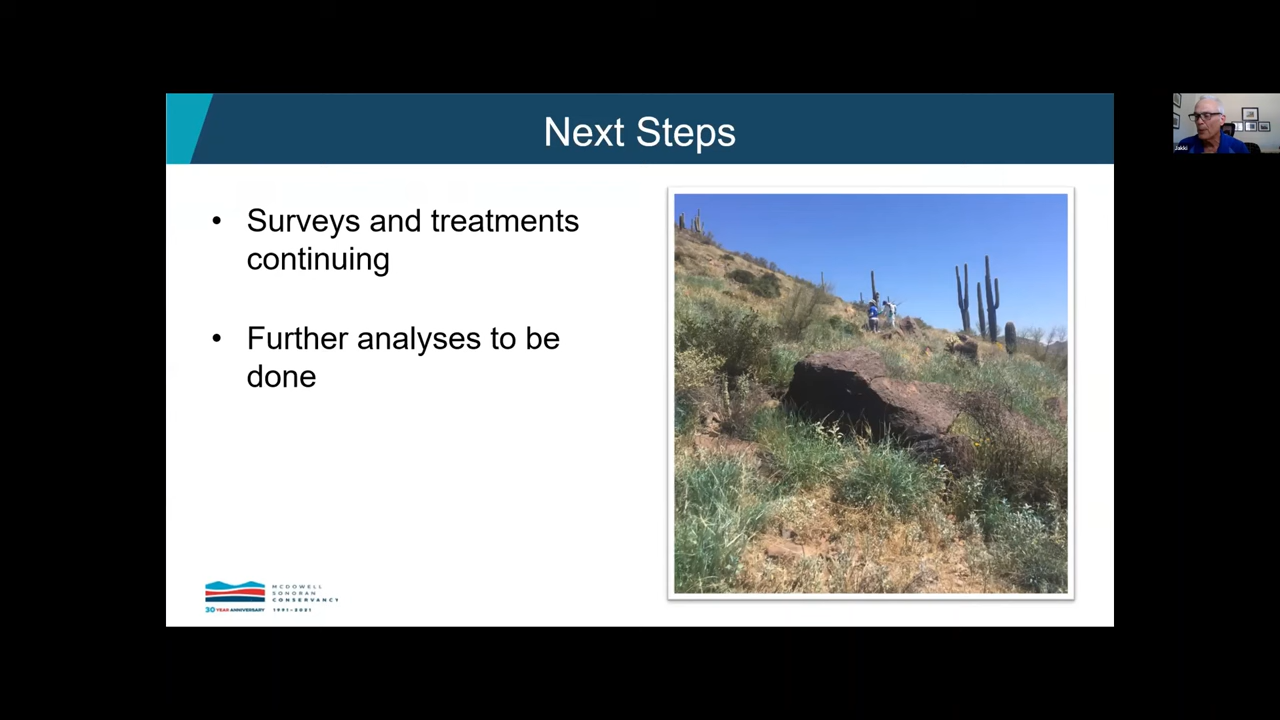 Next Steps
• Surveys and treatments
continuing
• Further analyses to be
done
MCDOWELL
SONORAN
CONSERVANCY
30 YEAR ANNIVERSARY 1991-2021
Jakki